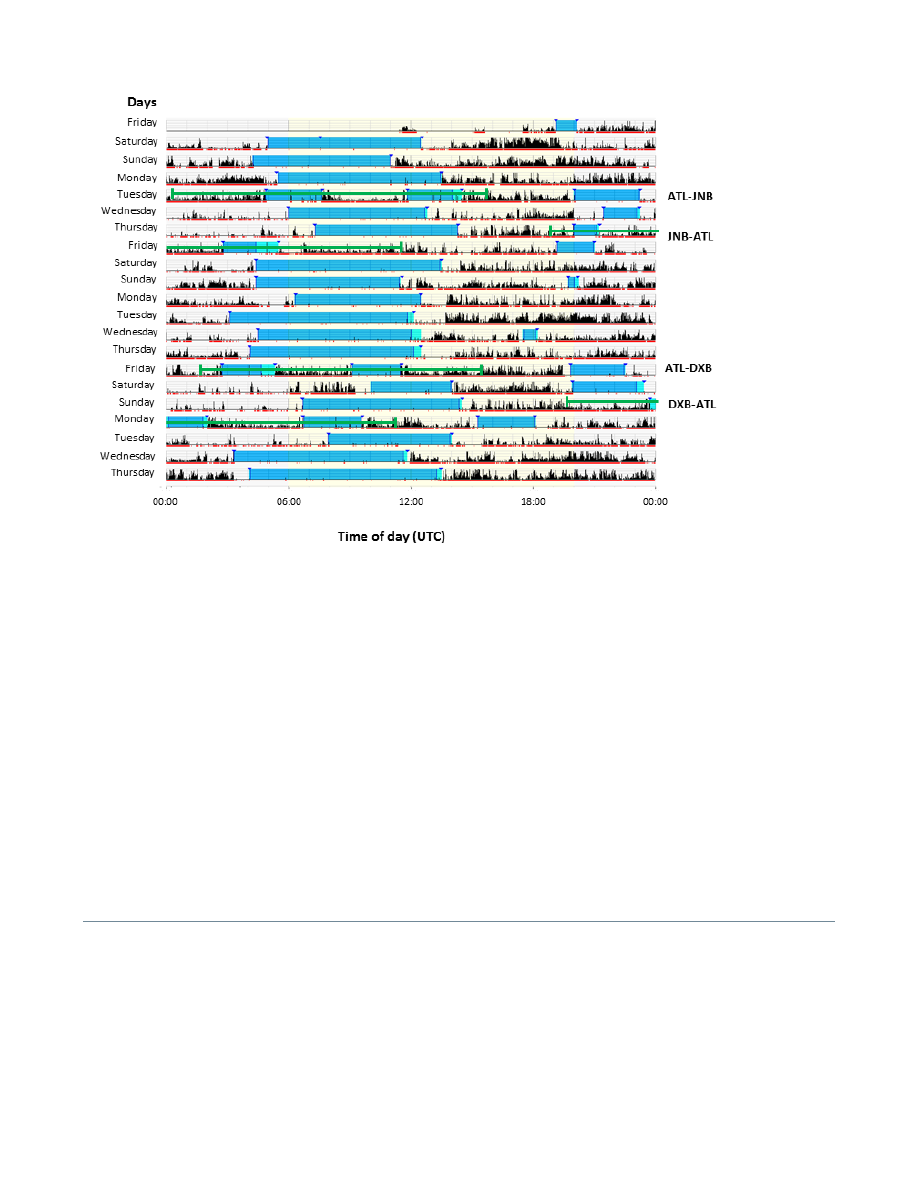 Days
Friday
Saturday
Sunday
Monday
Tuesday ATL-JNB
Wednesday
Thursday JNB-ATL
Friday
Saturday
Sunday
Monday
Tuesday
Wednesday
Thursday
Friday ATL-DXB
Saturday
Sunday DXB-ATL
Monday
Tuesday
Wednesday
Thursday
00:00 06:00 12:00 18:00 00:00
Time of day (UTC)